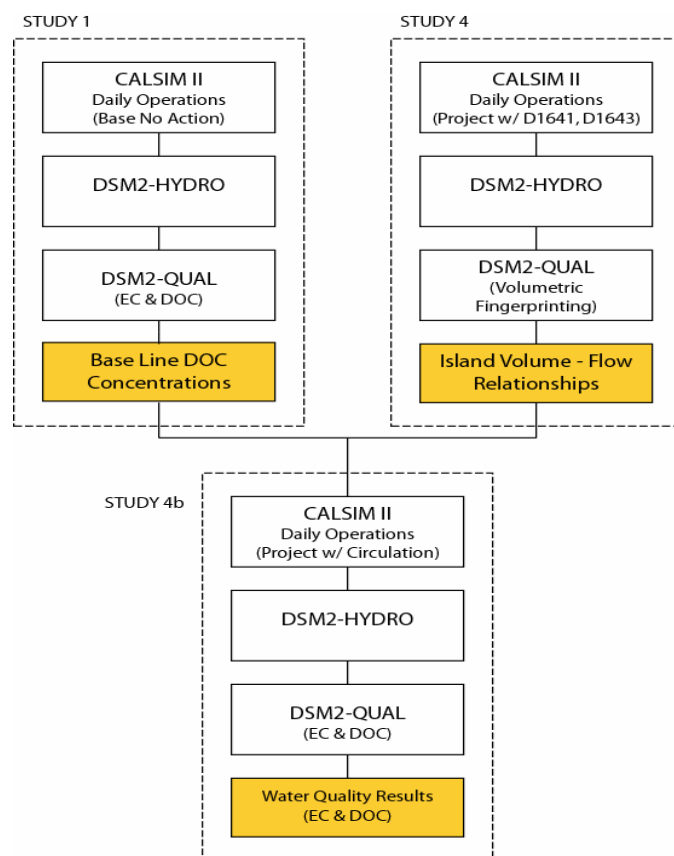 STUDY 1
CALSIM II
Daily Operations
(Base No Action)
DSM2-HYDRO
DSM2-QUAL
(EC & DOC)
Base Line DOC
Concentrations
STUDY 4
CALSIM II
Daily Operations
(Project w/ D1641, D1643)
DSM2-HYDRO
DSM2-QUAL
(Volumetric
Fingerprinting)
Island Volume - Flow
Relationships
STUDY 4b
CALSIM II
Daily Operations
(Project w/ Circulation)
DSM2-HYDRO
DSM2-QUAL
(EC & DOC)
Water Quality Results
(EC & DOC)